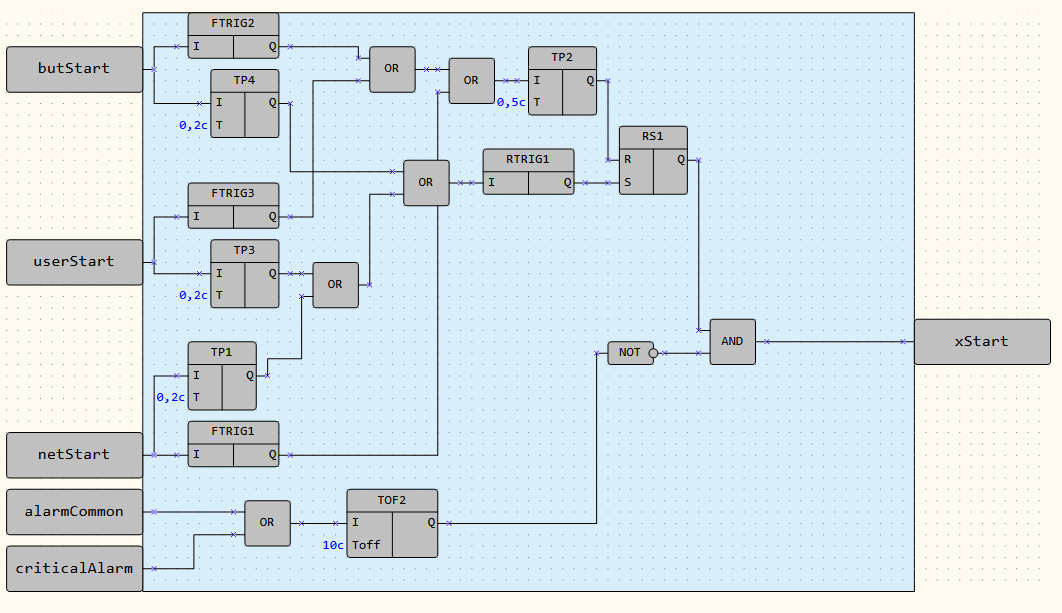 FTRIG2
I Q
butStart
TP4
I Q
0,2c T
OR
OR
TP2
I Q
0,5c T
RS1
R Q
S
RTRIG1
I Q
OR
FTRIG3
I Q
userStart
TP3
I Q
0,2c T
OR
TP1
I Q
0,2c T
NOT
AND
xStart
FTRIG1
I Q
netStart
alarmCommon
OR
TOF2
I Q
10c Toff
criticalAlarm